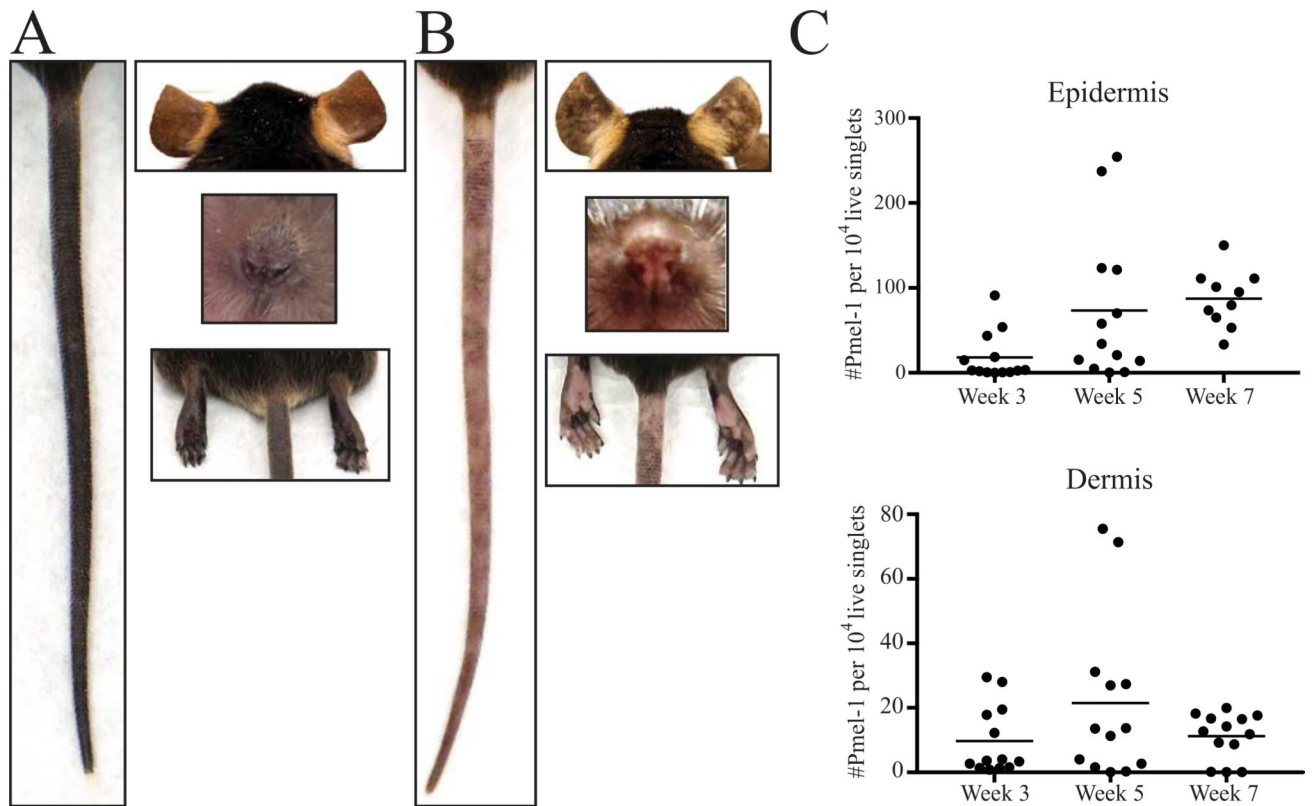 A
B
C
Epidermis
#Pmel-1 per 10⁴ live singlets
300
200
100
0
Week 3
Week 5
Week 7
Dermis
#Pmel-1 per 10⁴ live singlets
80
60
40
20
0
Week 3
Week 5
Week 7